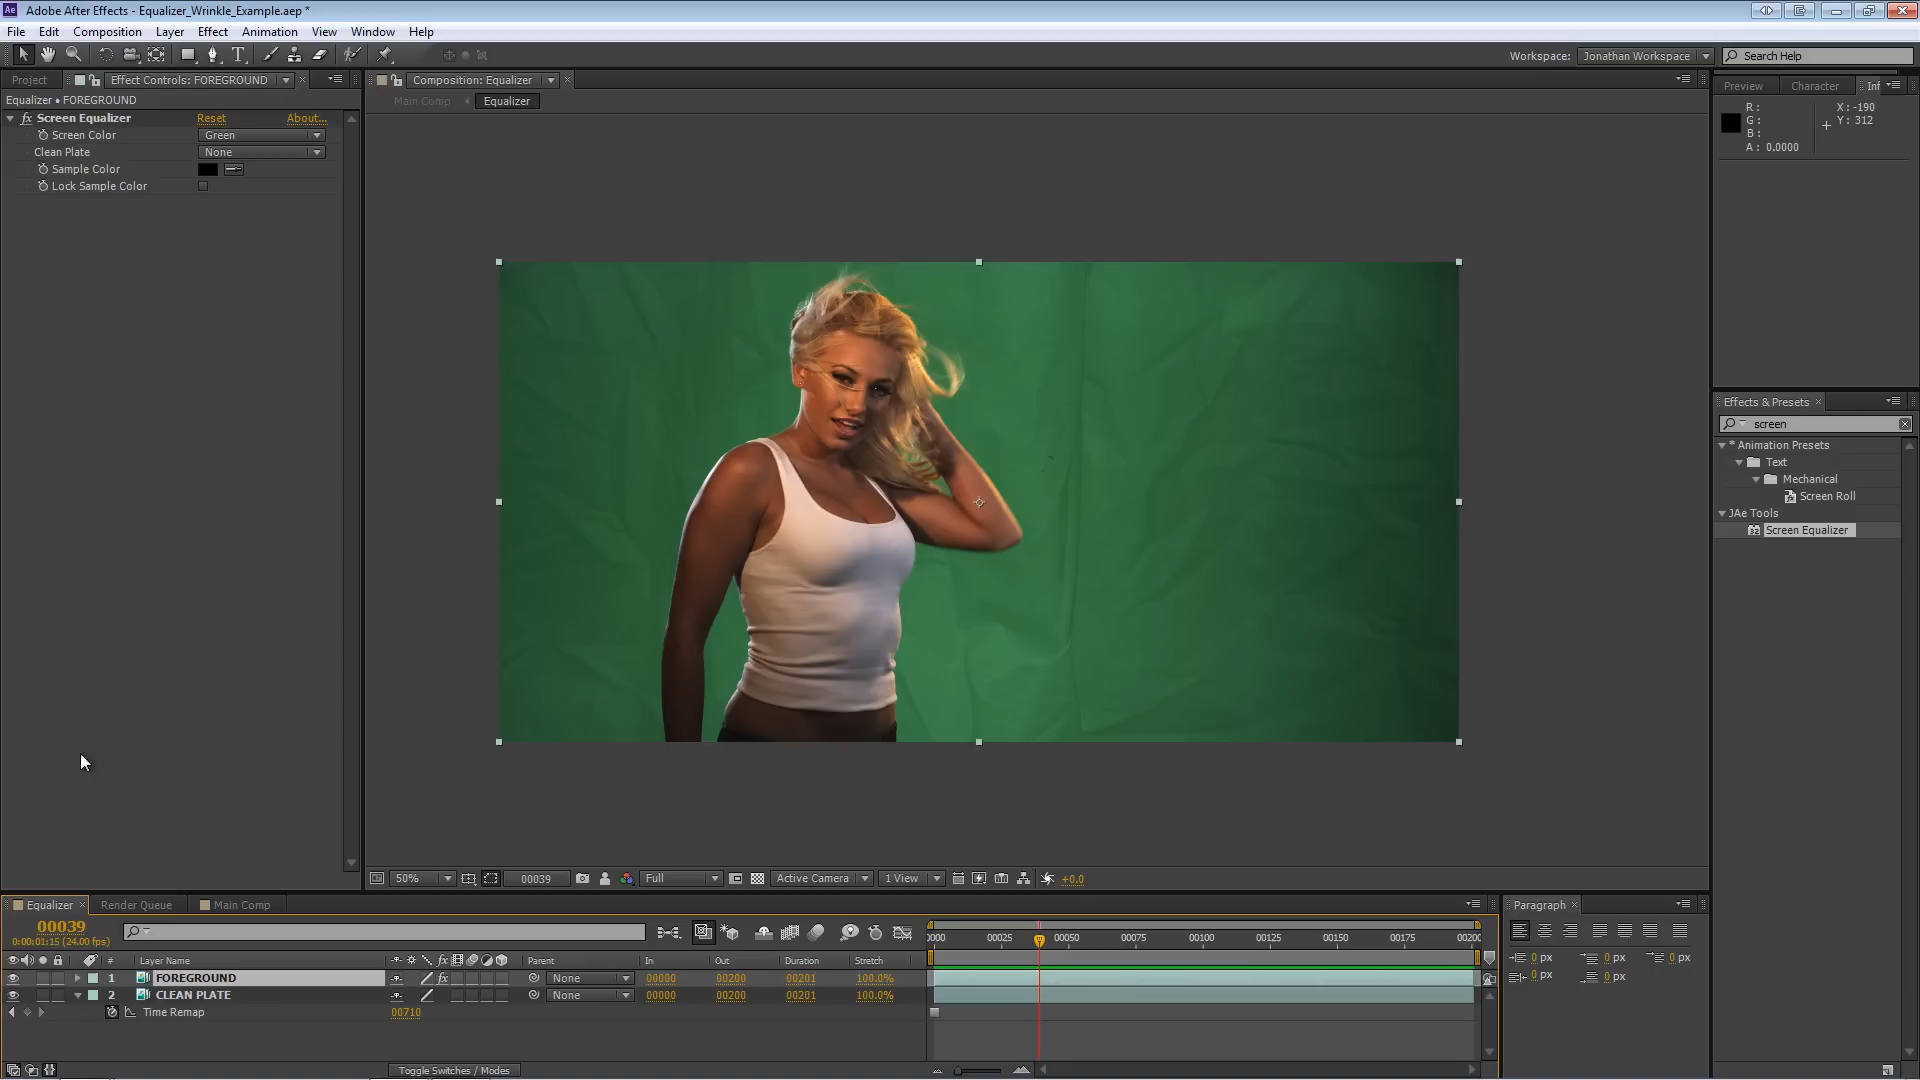 Adobe After Effects - Equalizer_Wrinkle_Example.aep *
File Edit Composition Layer Effect Animation View Window Help
Workspace: Jonathan Workspace Search Help
Project Effect Controls: FOREGROUND Composition: Equalizer
Preview Character Inf
Equalizer • FOREGROUND
Main Comp Equalizer
fx Screen Equalizer Reset About...
Screen Color Green
Clean Plate None
Sample Color
Lock Sample Color
R: X: -190
G: Y: 312
B:
A: 0.0000
Effects & Presets
screen
* Animation Presets
Text
Mechanical
Screen Roll
JAe Tools
Screen Equalizer
50% 00039 Full Active Camera 1 View +0.0
Equalizer Render Queue Main Comp
Paragraph
00039
0:00:01:15 (24.00 fps)
0000 00025 00050 00075 00100 00125 00150 00175 0020
# Layer Name Parent In Out Duration Stretch
1 FOREGROUND fx None 00000 00200 00201 100.0%
2 CLEAN PLATE None 00000 00200 00201 100.0%
Time Remap 00710
0 px 0 px 0 px
0 px 0 px
Toggle Switches / Modes